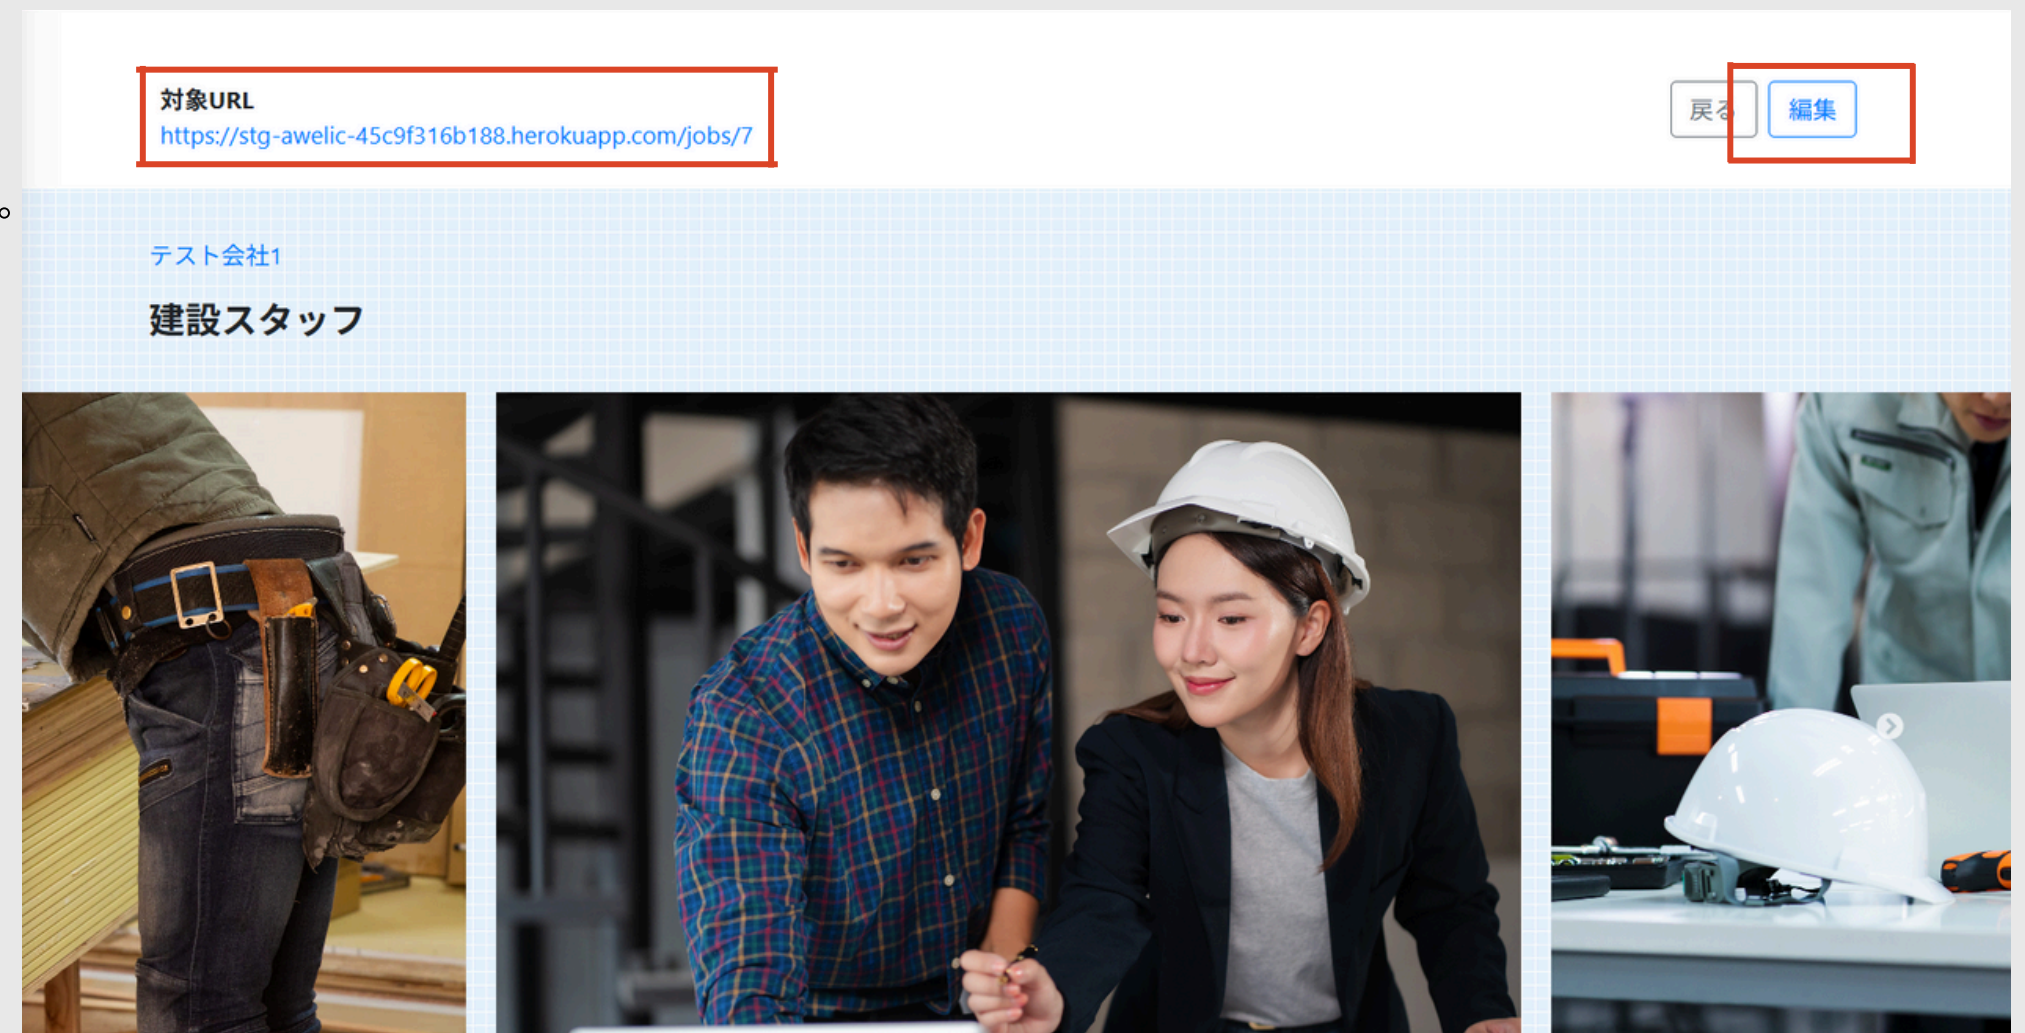 対象URL
https://stg-awelic-45c9f316b188.herokuapp.com/jobs/7
戻る
編集
。
テスト会社1
建設スタッフ